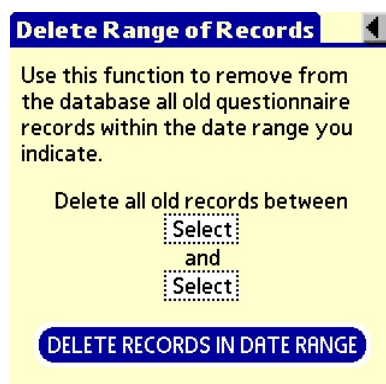 Delete Range of Records
Use this function to remove from
the database all old questionnaire
records within the date range you
indicate.
Delete all old records between
Select
and
Select
DELETE RECORDS IN DATE RANGE